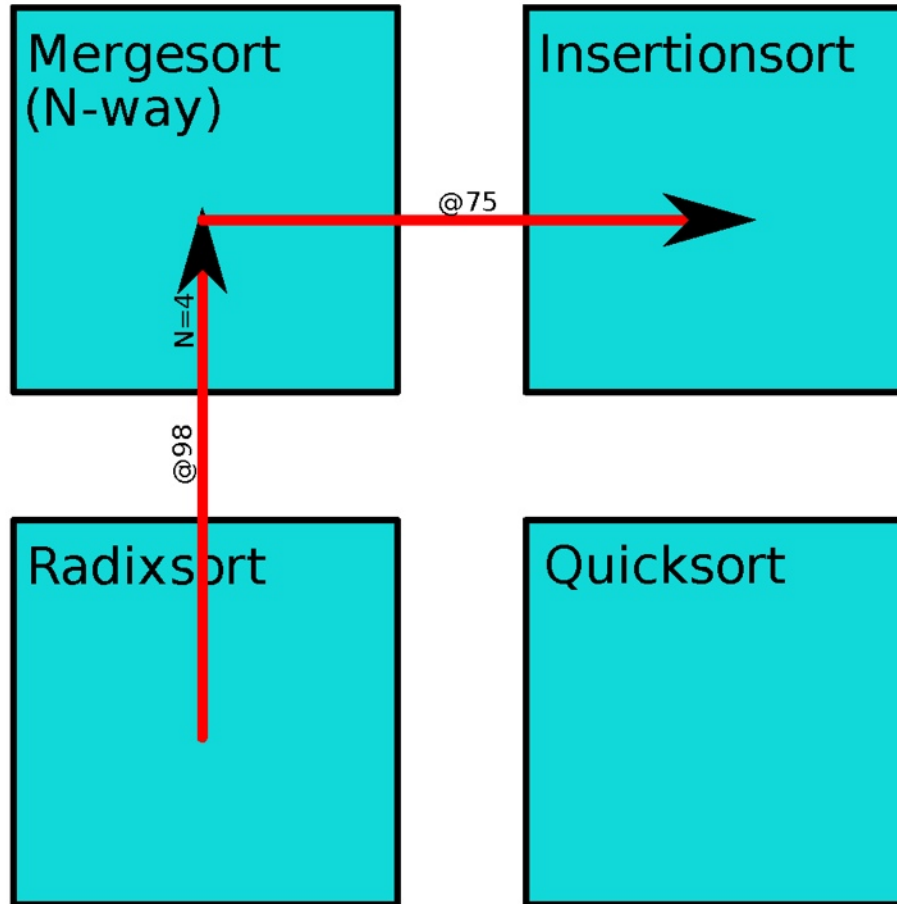 Mergesort
(N-way)
Insertionsort
@75
N=4
@98
Radixsort
Quicksort